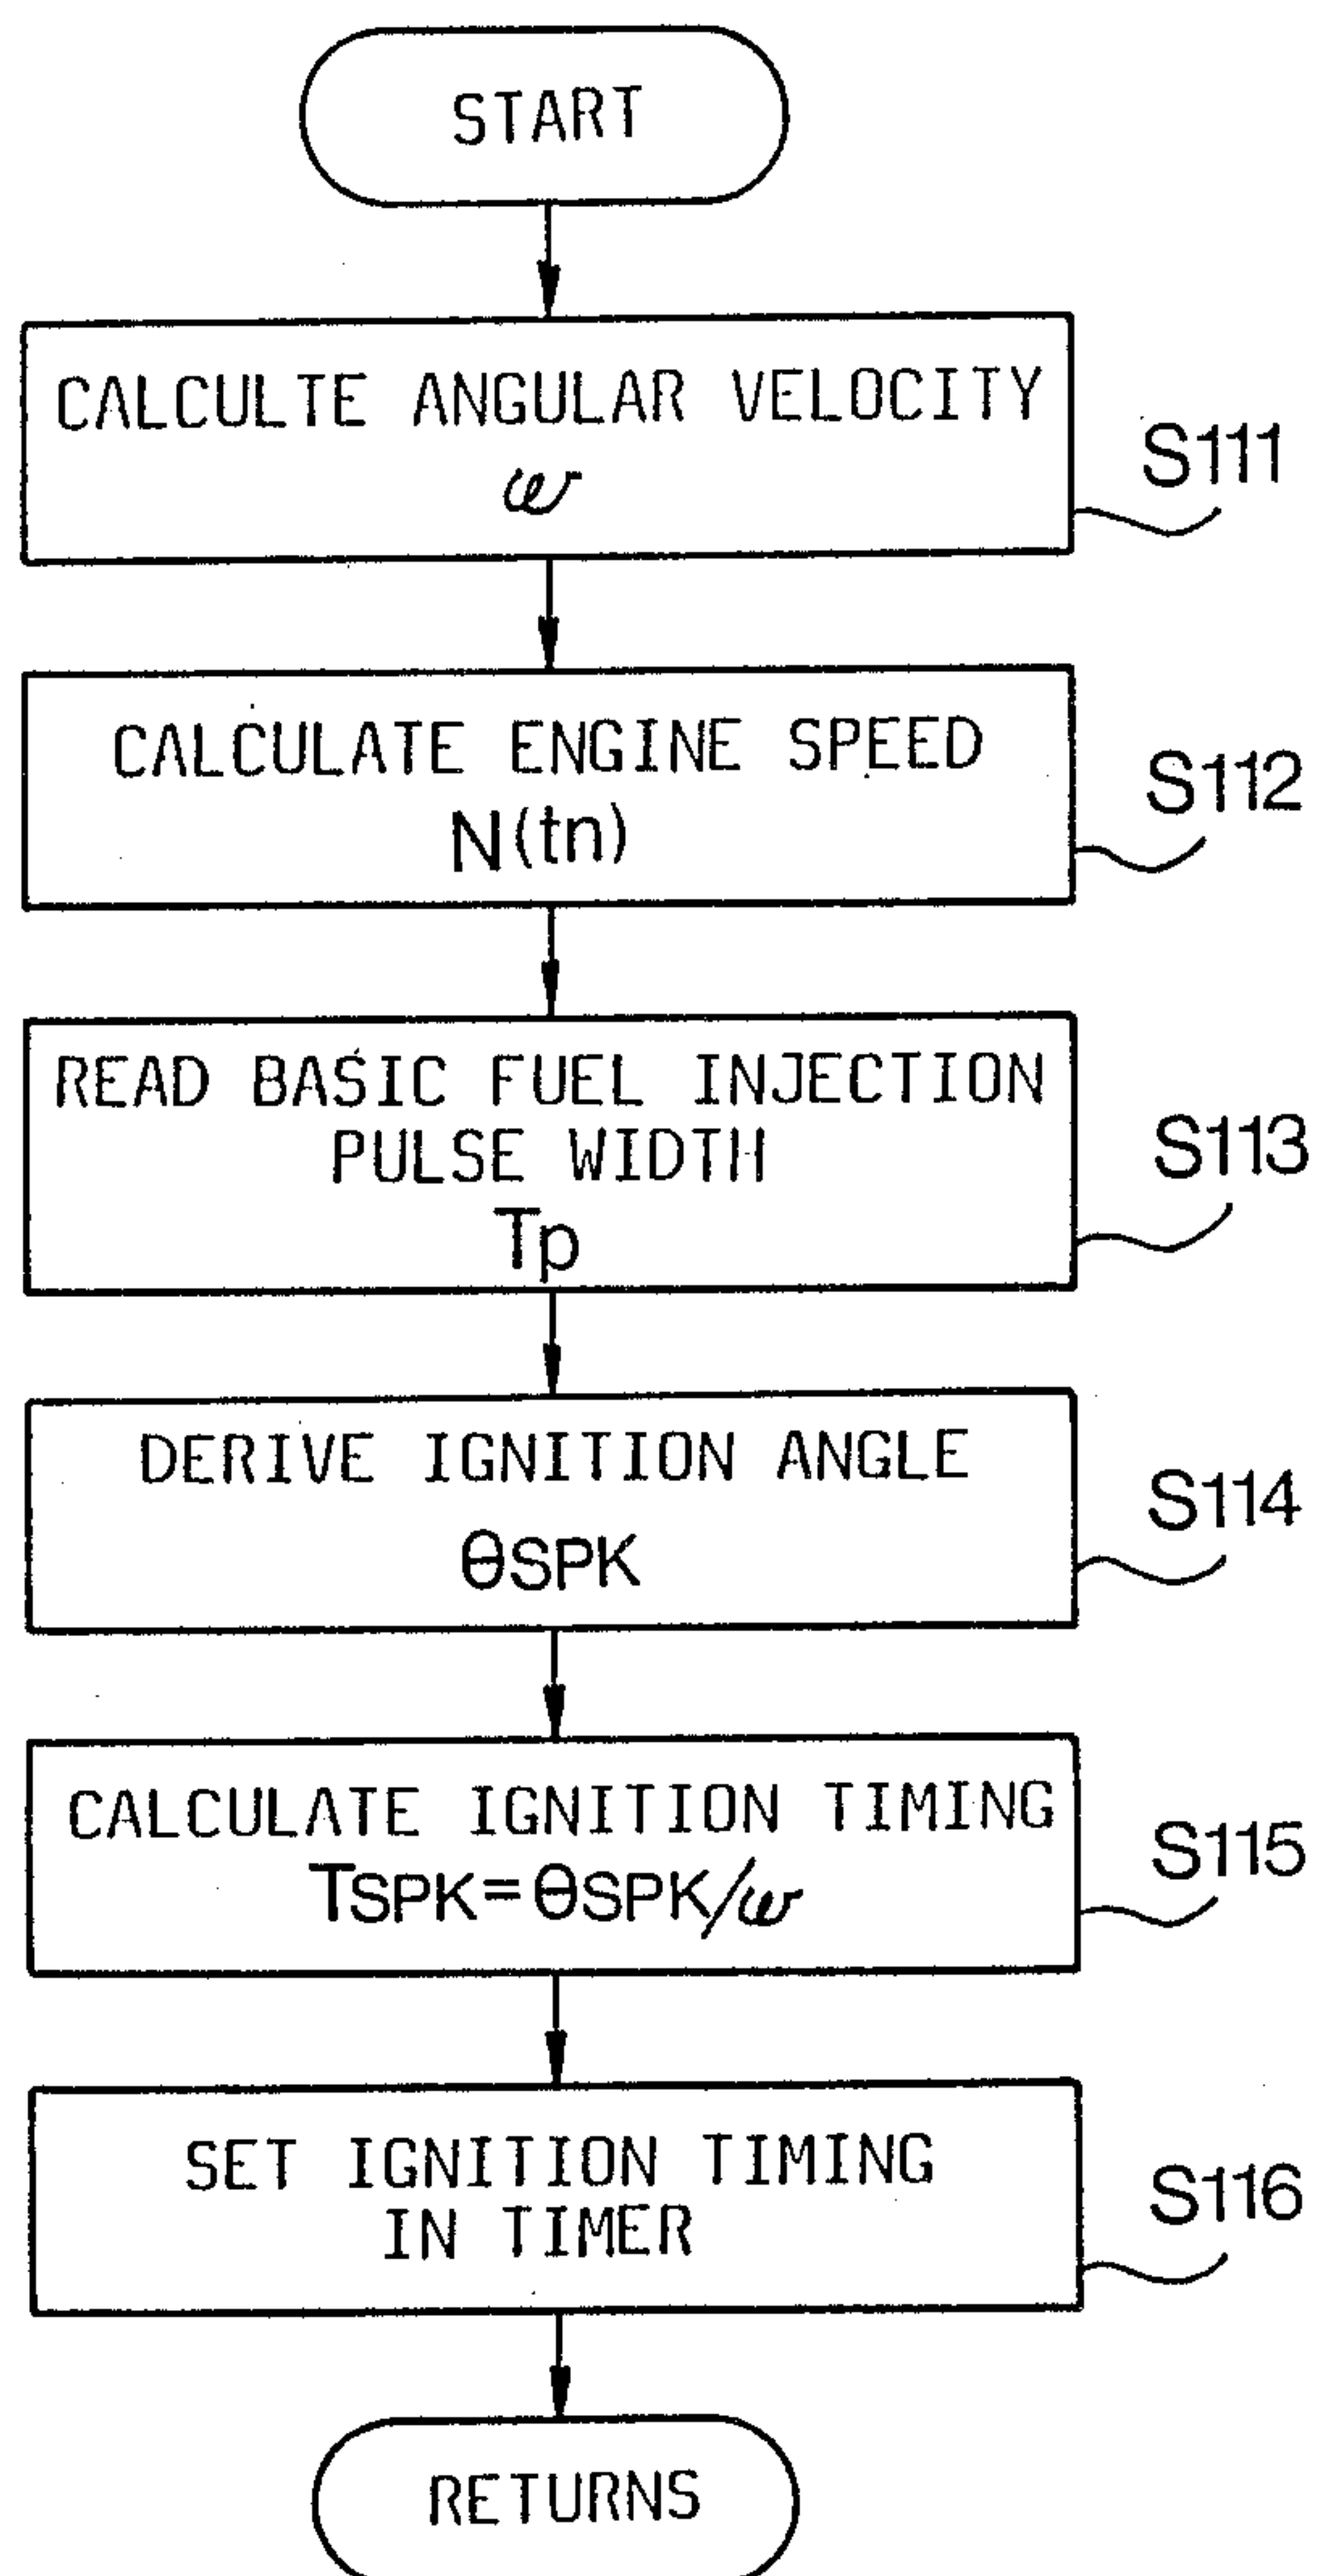 START
CALCULTE ANGULAR VELOCITY
ω
S111
CALCULATE ENGINE SPEED
N(tn)
S112
READ BASIC FUEL INJECTION
PULSE WIDTH
Tp
S113
DERIVE IGNITION ANGLE
θSPK
S114
CALCULATE IGNITION TIMING
TSPK=θSPK/ω
S115
SET IGNITION TIMING
IN TIMER
S116
RETURNS